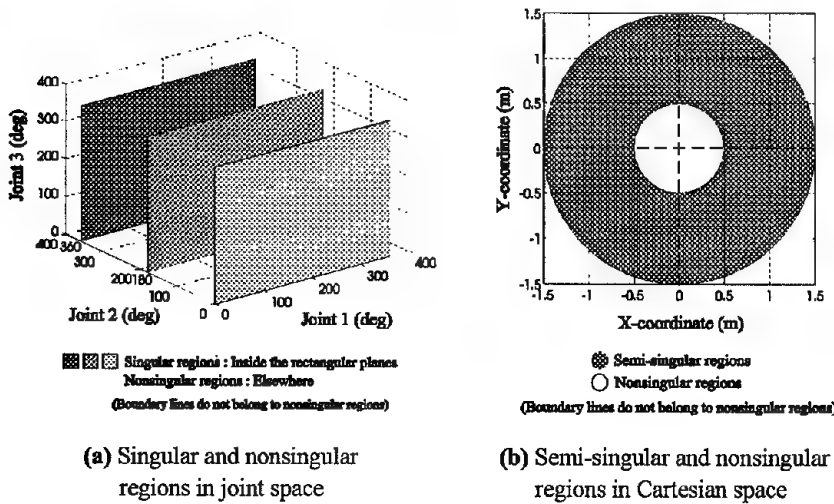 400
300
200
100
0
400
360
300
200
180
100
0
0
100
200
300
400
Joint 3 (deg)
Joint 2 (deg)
Joint 1 (deg)
Singular regions : Inside the rectangular planes
Nonsingular regions : Elsewhere
(Boundary lines do not belong to nonsingular regions)
(a) Singular and nonsingular
regions in joint space
1.5
1
0.5
0
-0.5
-1
-1.5
-1.5
-1
-0.5
0
0.5
1
1.5
Y-coordinate (m)
X-coordinate (m)
Semi-singular regions
Nonsingular regions
(Boundary lines do not belong to nonsingular regions)
(b) Semi-singular and nonsingular
regions in Cartesian space